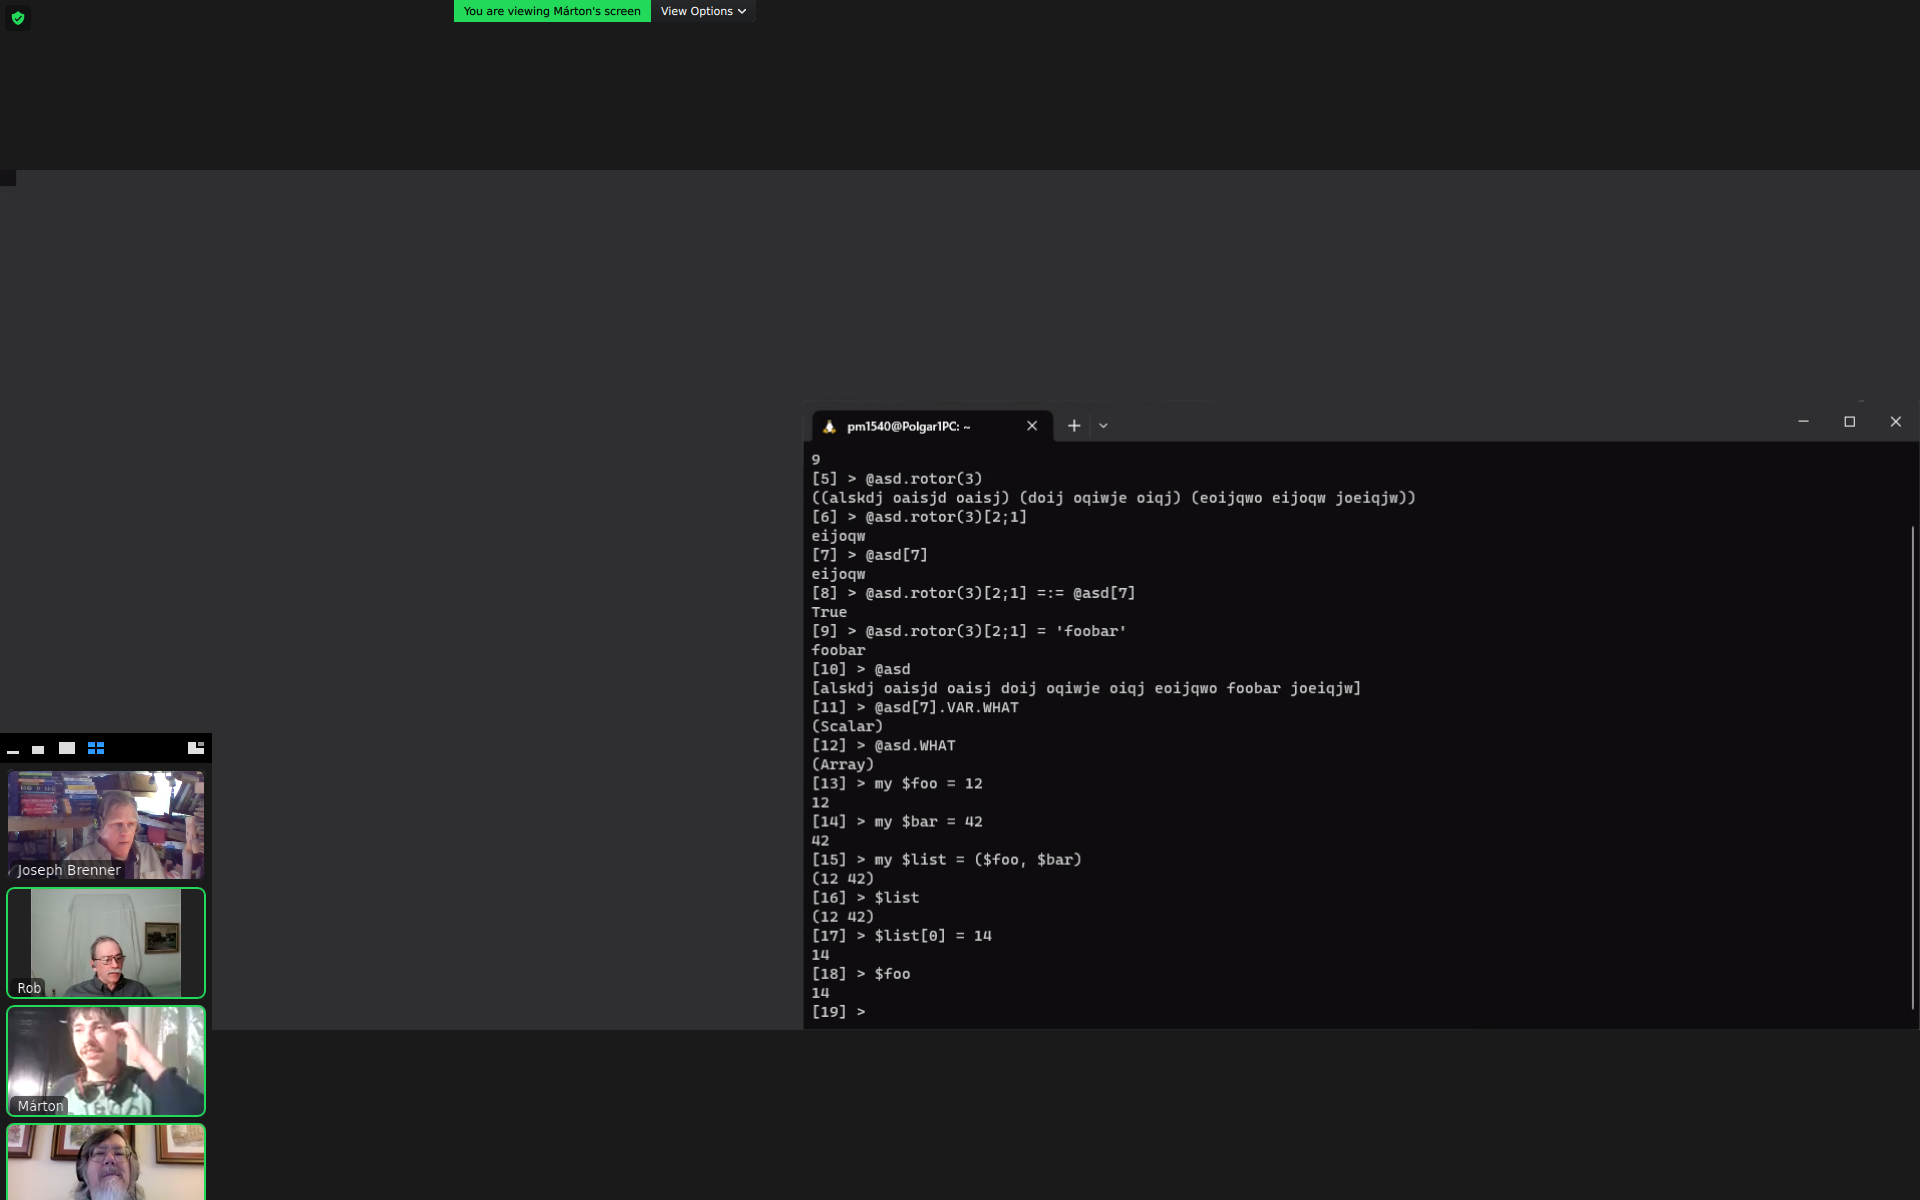 You are viewing Márton's screen View Options
pm1540@Polgar1PC: ~
9
[5] > @asd.rotor(3)
((alskdj oaisjd oaisj) (doij oqiwje oiqj) (eoijqwo eijoqw joeiqjw))
[6] > @asd.rotor(3)[2;1]
eijoqw
[7] > @asd[7]
eijoqw
[8] > @asd.rotor(3)[2;1] =:= @asd[7]
True
[9] > @asd.rotor(3)[2;1] = 'foobar'
foobar
[10] > @asd
[alskdj oaisjd oaisj doij oqiwje oiqj eoijqwo foobar joeiqjw]
[11] > @asd[7].VAR.WHAT
(Scalar)
[12] > @asd.WHAT
(Array)
[13] > my $foo = 12
12
[14] > my $bar = 42
42
[15] > my $list = ($foo, $bar)
(12 42)
[16] > $list
(12 42)
[17] > $list[0] = 14
14
[18] > $foo
14
[19] >
Joseph Brenner
Rob
Márton